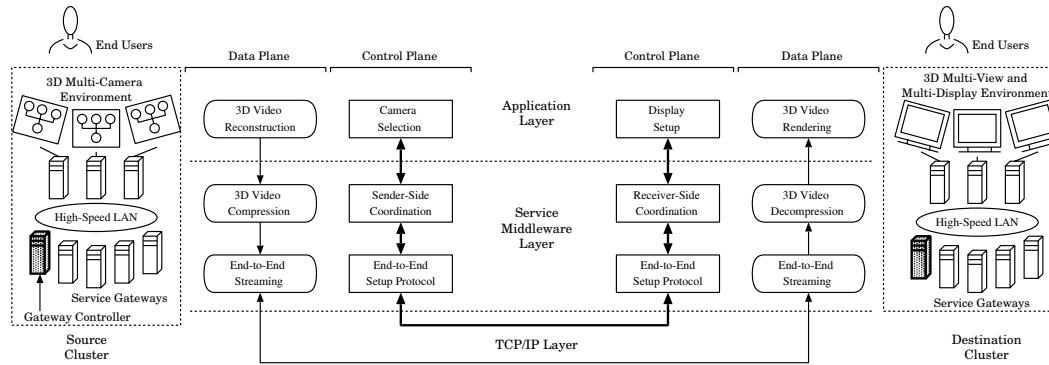 End Users
3D Multi-Camera
Environment
High-Speed LAN
Service Gateways
Gateway Controller
Source
Cluster
Data Plane
Control Plane
3D Video
Reconstruction
Camera
Selection
3D Video
Compression
Sender-Side
Coordination
End-to-End
Streaming
End-to-End
Setup Protocol
Application
Layer
Service
Middleware
Layer
TCP/IP Layer
Control Plane
Data Plane
Display
Setup
3D Video
Rendering
Receiver-Side
Coordination
3D Video
Decompression
End-to-End
Setup Protocol
End-to-End
Streaming
End Users
3D Multi-View and
Multi-Display Environment
High-Speed LAN
Service Gateways
Destination
Cluster